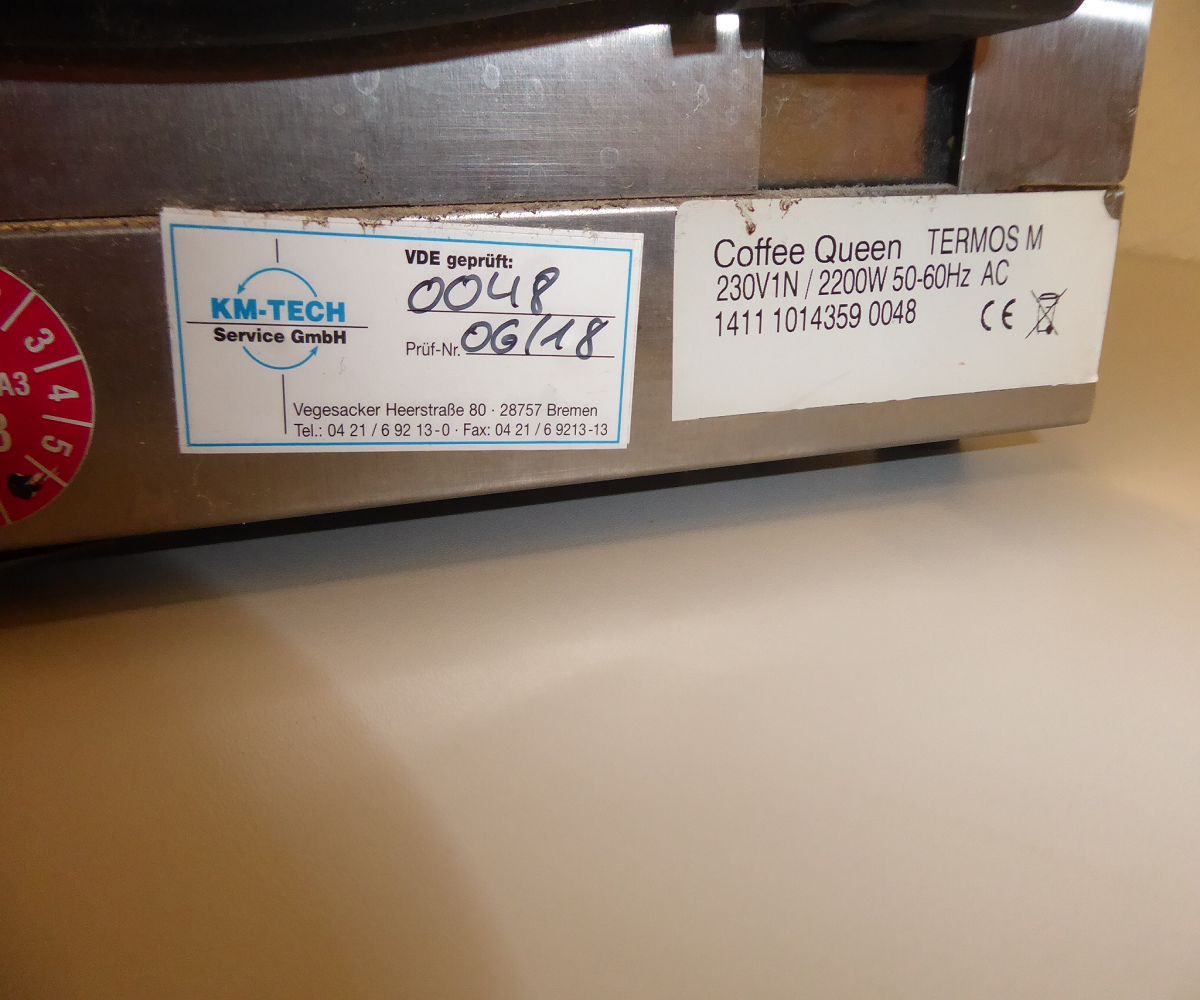 3
4
5
A3
KM-TECH
Service GmbH
VDE geprüft:
0048
Prüf-Nr. 06/18
Vegesacker Heerstraße 80 · 28757 Bremen
Tel.: 04 21 / 6 92 13-0 · Fax: 04 21 / 6 9213-13
Coffee Queen TERMOS M
230V1N / 2200W 50-60Hz AC
1411 1014359 0048
CE